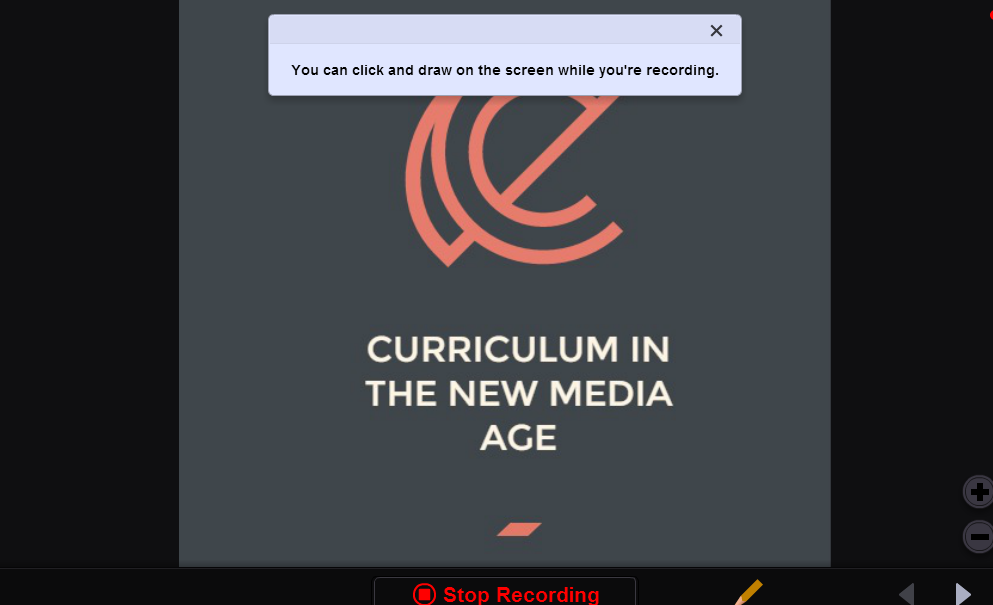 You can click and draw on the screen while you're recording.
CURRICULUM IN
THE NEW MEDIA
AGE
Stop Recording